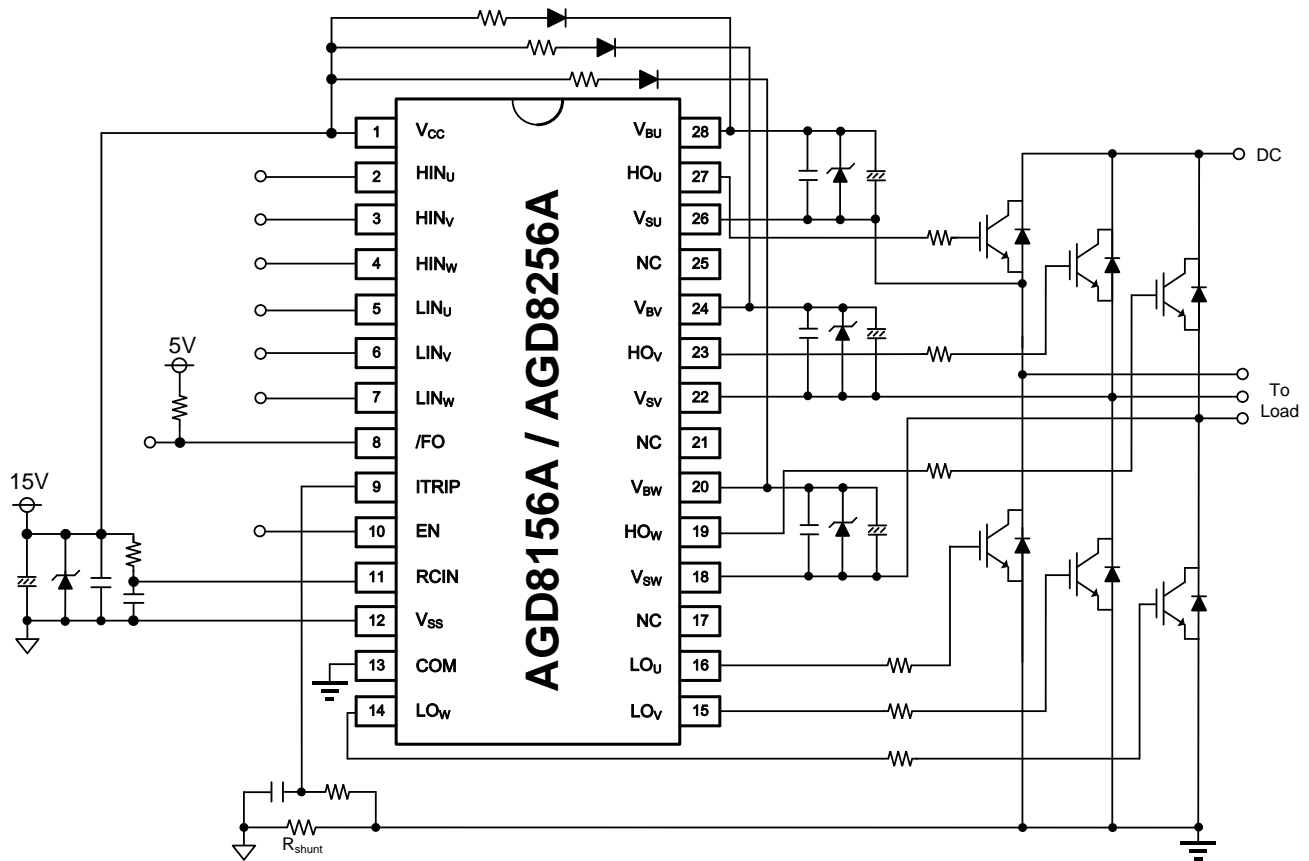 1 VCC
2 HINU
3 HINV
4 HINW
5 LINU
6 LINV
7 LINW
8 /FO
9 ITRIP
10 EN
11 RCIN
12 VSS
13 COM
14 LOW
AGD8156A / AGD8256A
VBU 28
HOU 27
VSU 26
NC 25
VBV 24
HOV 23
VSV 22
NC 21
VBW 20
HOW 19
VSW 18
NC 17
LOU 16
LOV 15
5V
15V
Rshunt
DC
To
Load